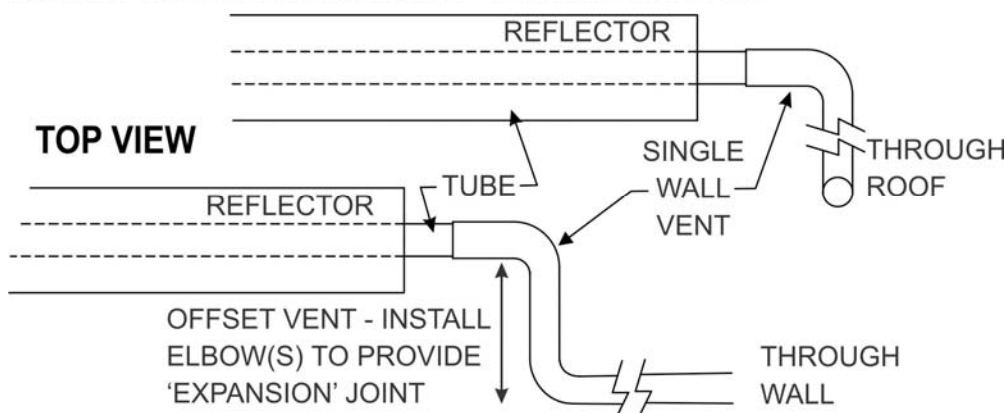 REFLECTOR
TOP VIEW
SINGLE
WALL
VENT
THROUGH
ROOF
TUBE
REFLECTOR
OFFSET VENT - INSTALL
ELBOW(S) TO PROVIDE
‘EXPANSION’ JOINT
THROUGH
WALL